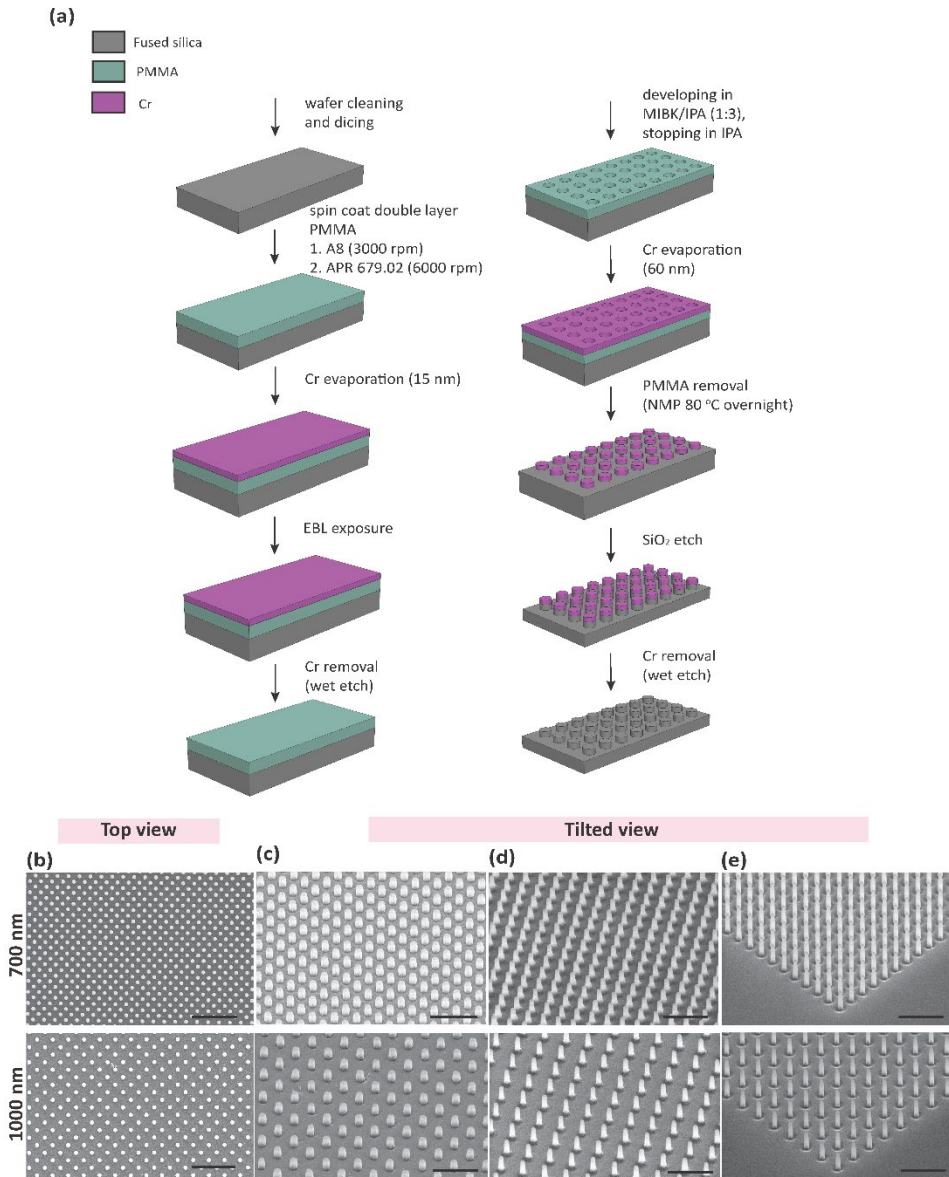 (a)
Fused silica
PMMA
Cr
wafer cleaning
and dicing
spin coat double layer
PMMA
1. A8 (3000 rpm)
2. APR 679.02 (6000 rpm)
Cr evaporation (15 nm)
EBL exposure
Cr removal
(wet etch)
developing in
MIBK/IPA (1:3),
stopping in IPA
Cr evaporation
(60 nm)
PMMA removal
(NMP 80 °C overnight)
SiO₂ etch
Cr removal
(wet etch)
Top view
Tilted view
(b)
(c)
(d)
(e)
700 nm
1000 nm